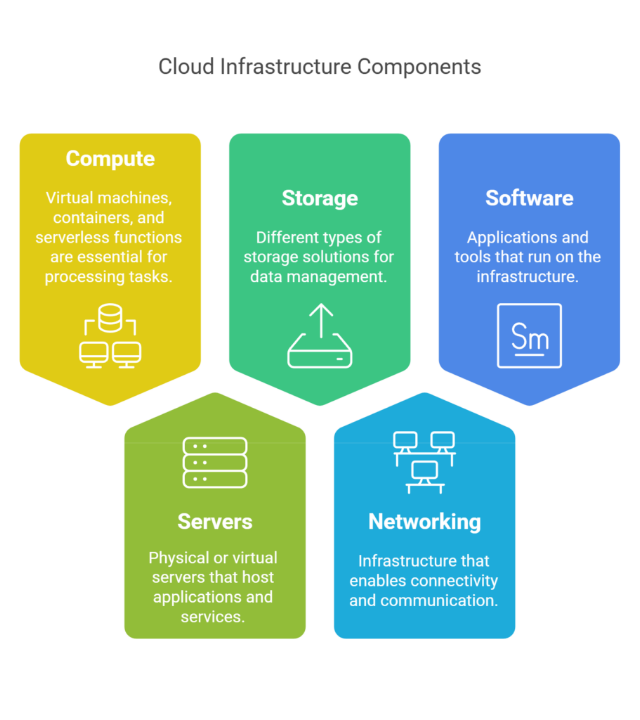 Cloud Infrastructure Components
Compute
Virtual machines,
containers, and
serverless functions
are essential for
processing tasks.
Storage
Different types of
storage solutions for
data management.
Software
Applications and
tools that run on the
infrastructure.
Sm
Servers
Physical or virtual
servers that host
applications and
services.
Networking
Infrastructure that
enables connectivity
and communication.